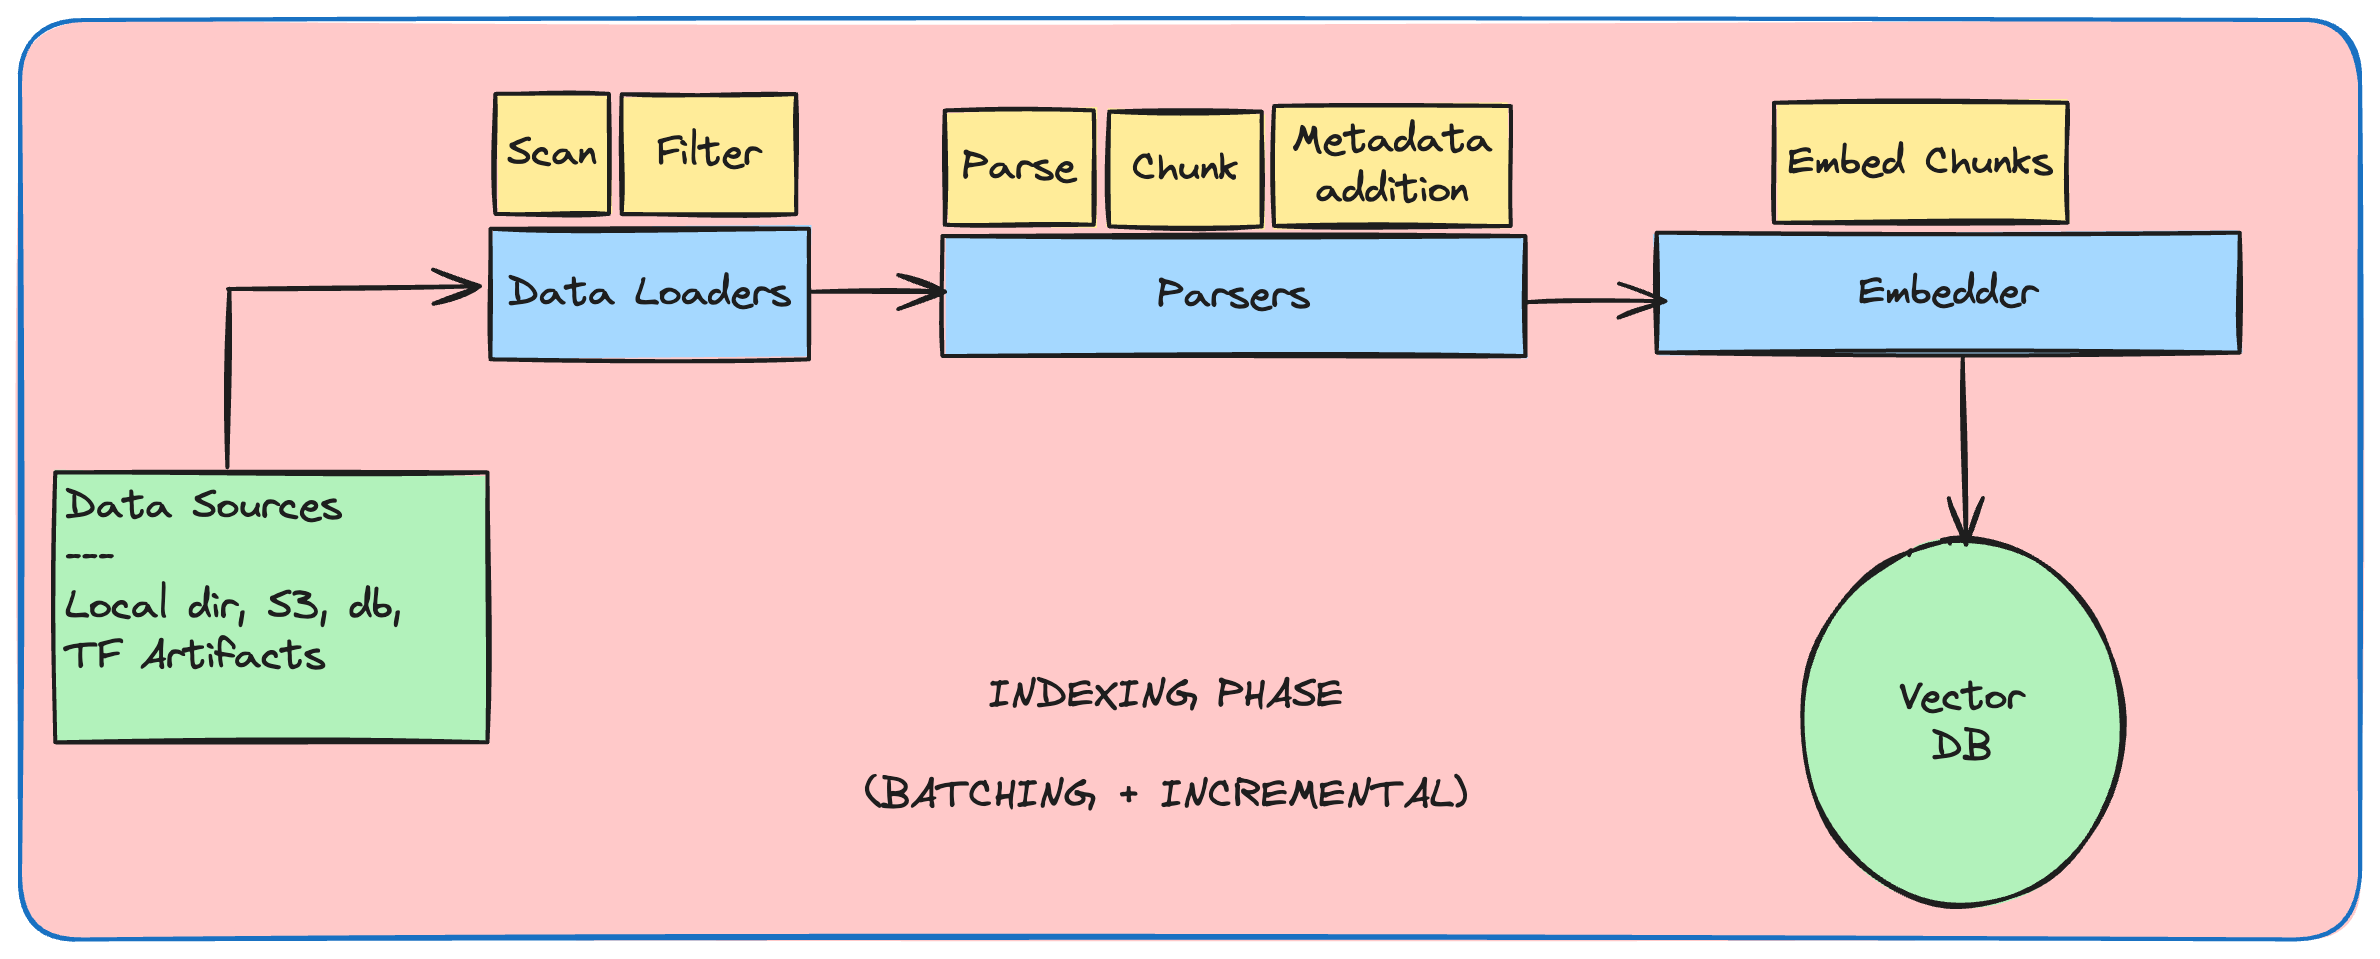 Scan
Filter
Parse
Chunk
Metadata
addition
Embed Chunks
Data Loaders
Parsers
Embedder
Data Sources
---
Local dir, S3, db,
TF Artifacts
INDEXING PHASE
(BATCHING + INCREMENTAL)
Vector
DB